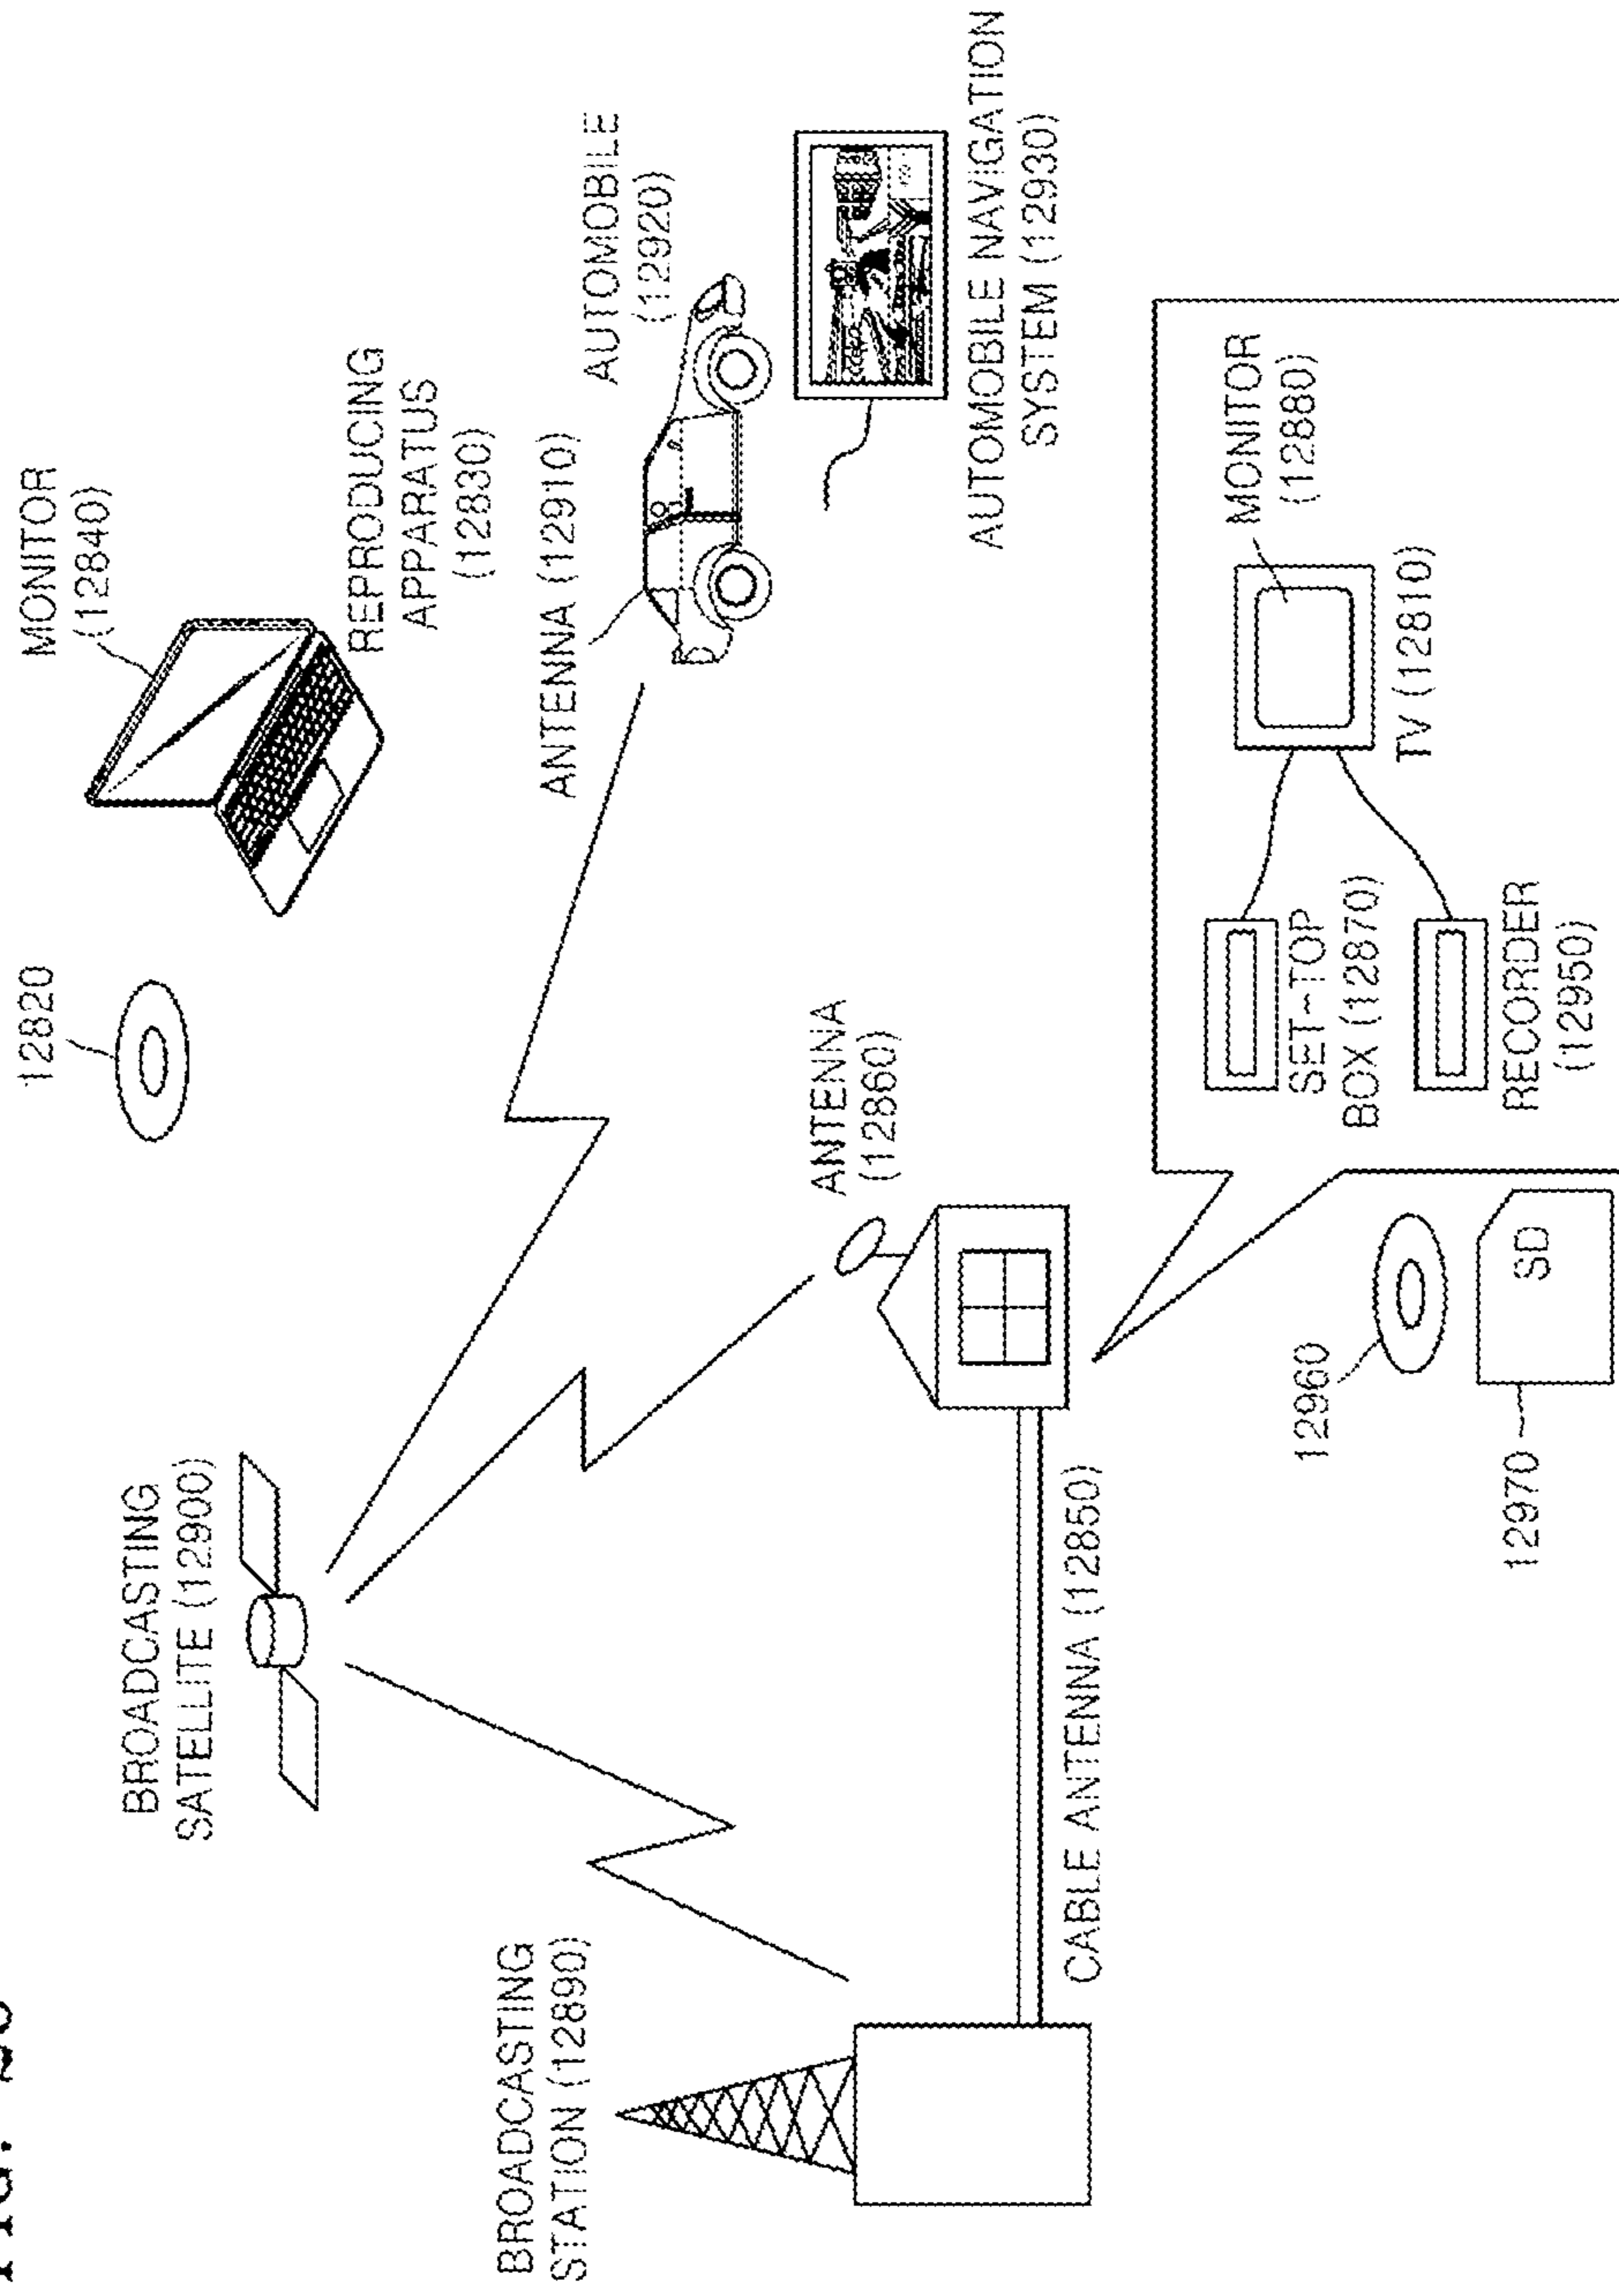 BROADCASTING
SATELLITE (12900)
12820
MONITOR
(12840)
REPRODUCING
APPARATUS
(12830)
BROADCASTING
STATION (12890)
ANTENNA (12910)
AUTOMOBILE
(12920)
ANTENNA
(12860)
AUTOMOBILE NAVIGATION
SYSTEM (12930)
CABLE ANTENNA (12850)
MONITOR
(12880)
TV (12810)
SET-TOP
BOX (12870)
RECORDER
(12950)
12960
12970
SD